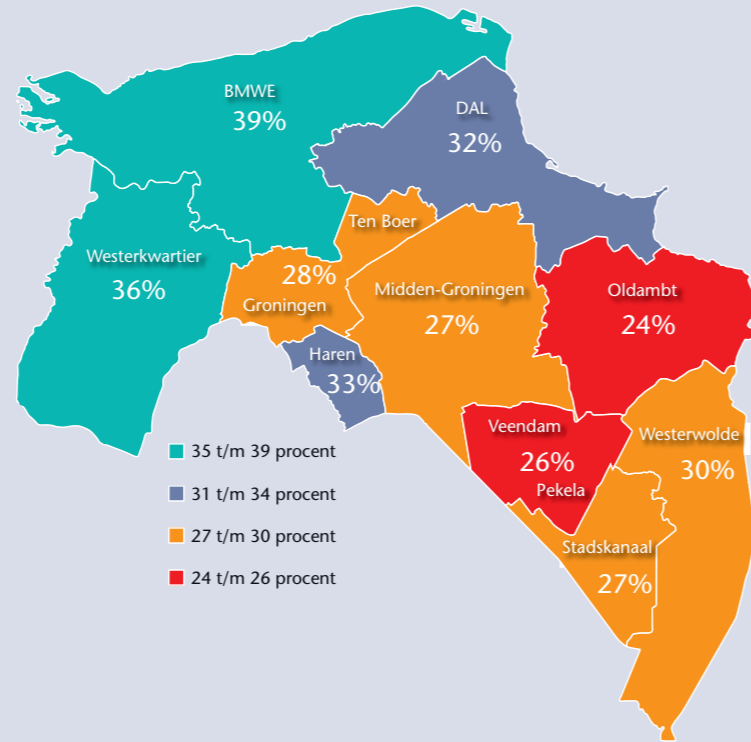 BMWE
39%
DAL
32%
Ten Boer
Westerkwartier
36%
28%
Groningen
Midden-Groningen
27%
Oldambt
24%
Haren
33%
Veendam
26%
Pekela
Westerwolde
30%
Stadskanaal
27%
35 t/m 39 procent
31 t/m 34 procent
27 t/m 30 procent
24 t/m 26 procent